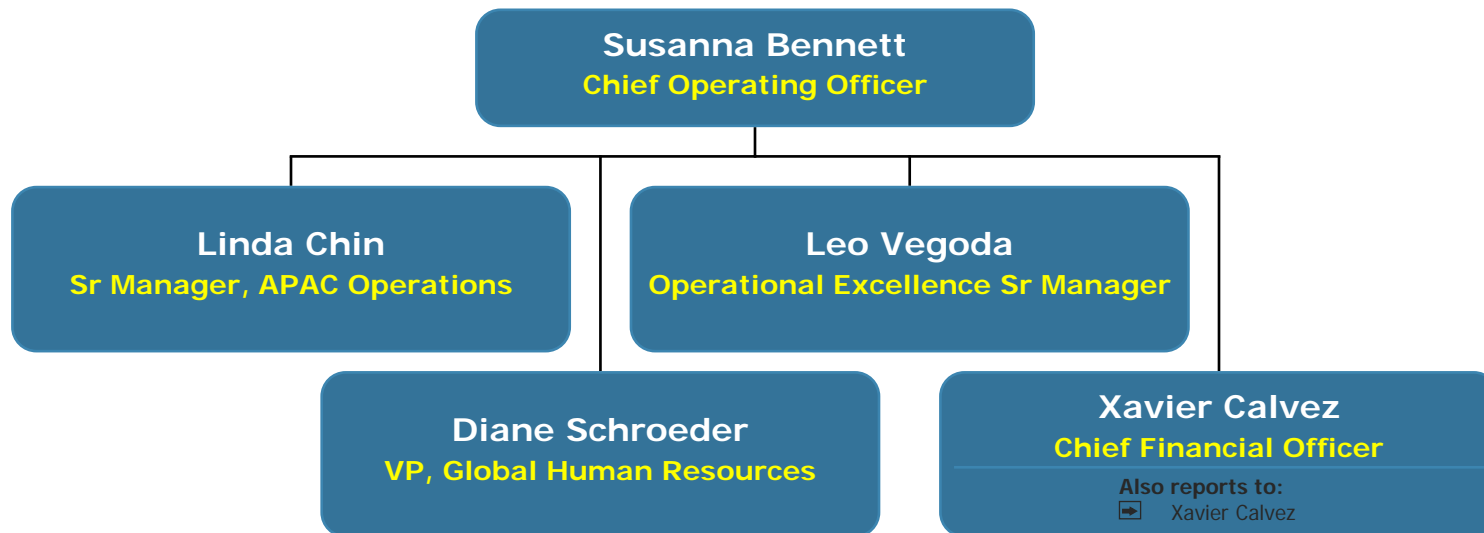 Susanna Bennett
Chief Operating Officer
Linda Chin
Sr Manager, APAC Operations
Leo Vegoda
Operational Excellence Sr Manager
Diane Schroeder
VP, Global Human Resources
Xavier Calvez
Chief Financial Officer
Also reports to:
Xavier Calvez